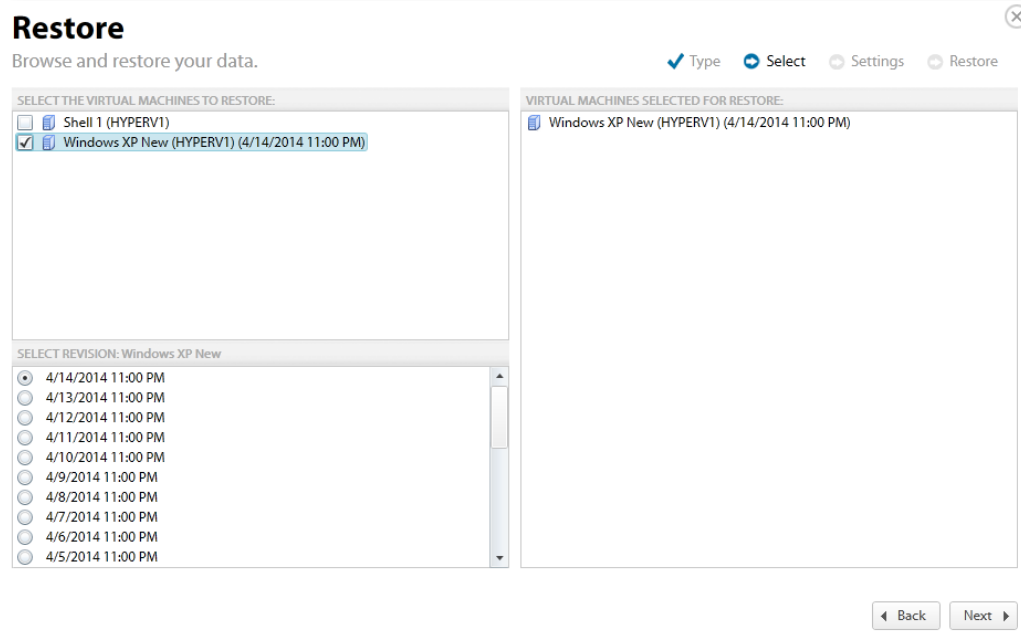 Restore
Browse and restore your data.
Type Select Settings Restore
SELECT THE VIRTUAL MACHINES TO RESTORE:
Shell 1 (HYPERV1)
Windows XP New (HYPERV1) (4/14/2014 11:00 PM)
SELECT REVISION: Windows XP New
4/14/2014 11:00 PM
4/13/2014 11:00 PM
4/12/2014 11:00 PM
4/11/2014 11:00 PM
4/10/2014 11:00 PM
4/9/2014 11:00 PM
4/8/2014 11:00 PM
4/7/2014 11:00 PM
4/6/2014 11:00 PM
4/5/2014 11:00 PM
VIRTUAL MACHINES SELECTED FOR RESTORE:
Windows XP New (HYPERV1) (4/14/2014 11:00 PM)
Back Next